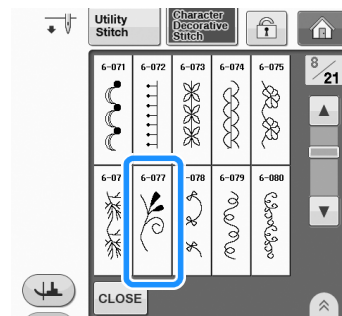 Utility
Stitch
Character
Decorative
Stitch
8/21
6-071 6-072 6-073 6-074 6-075
6-07 6-077 -078 6-079 6-080
CLOSE